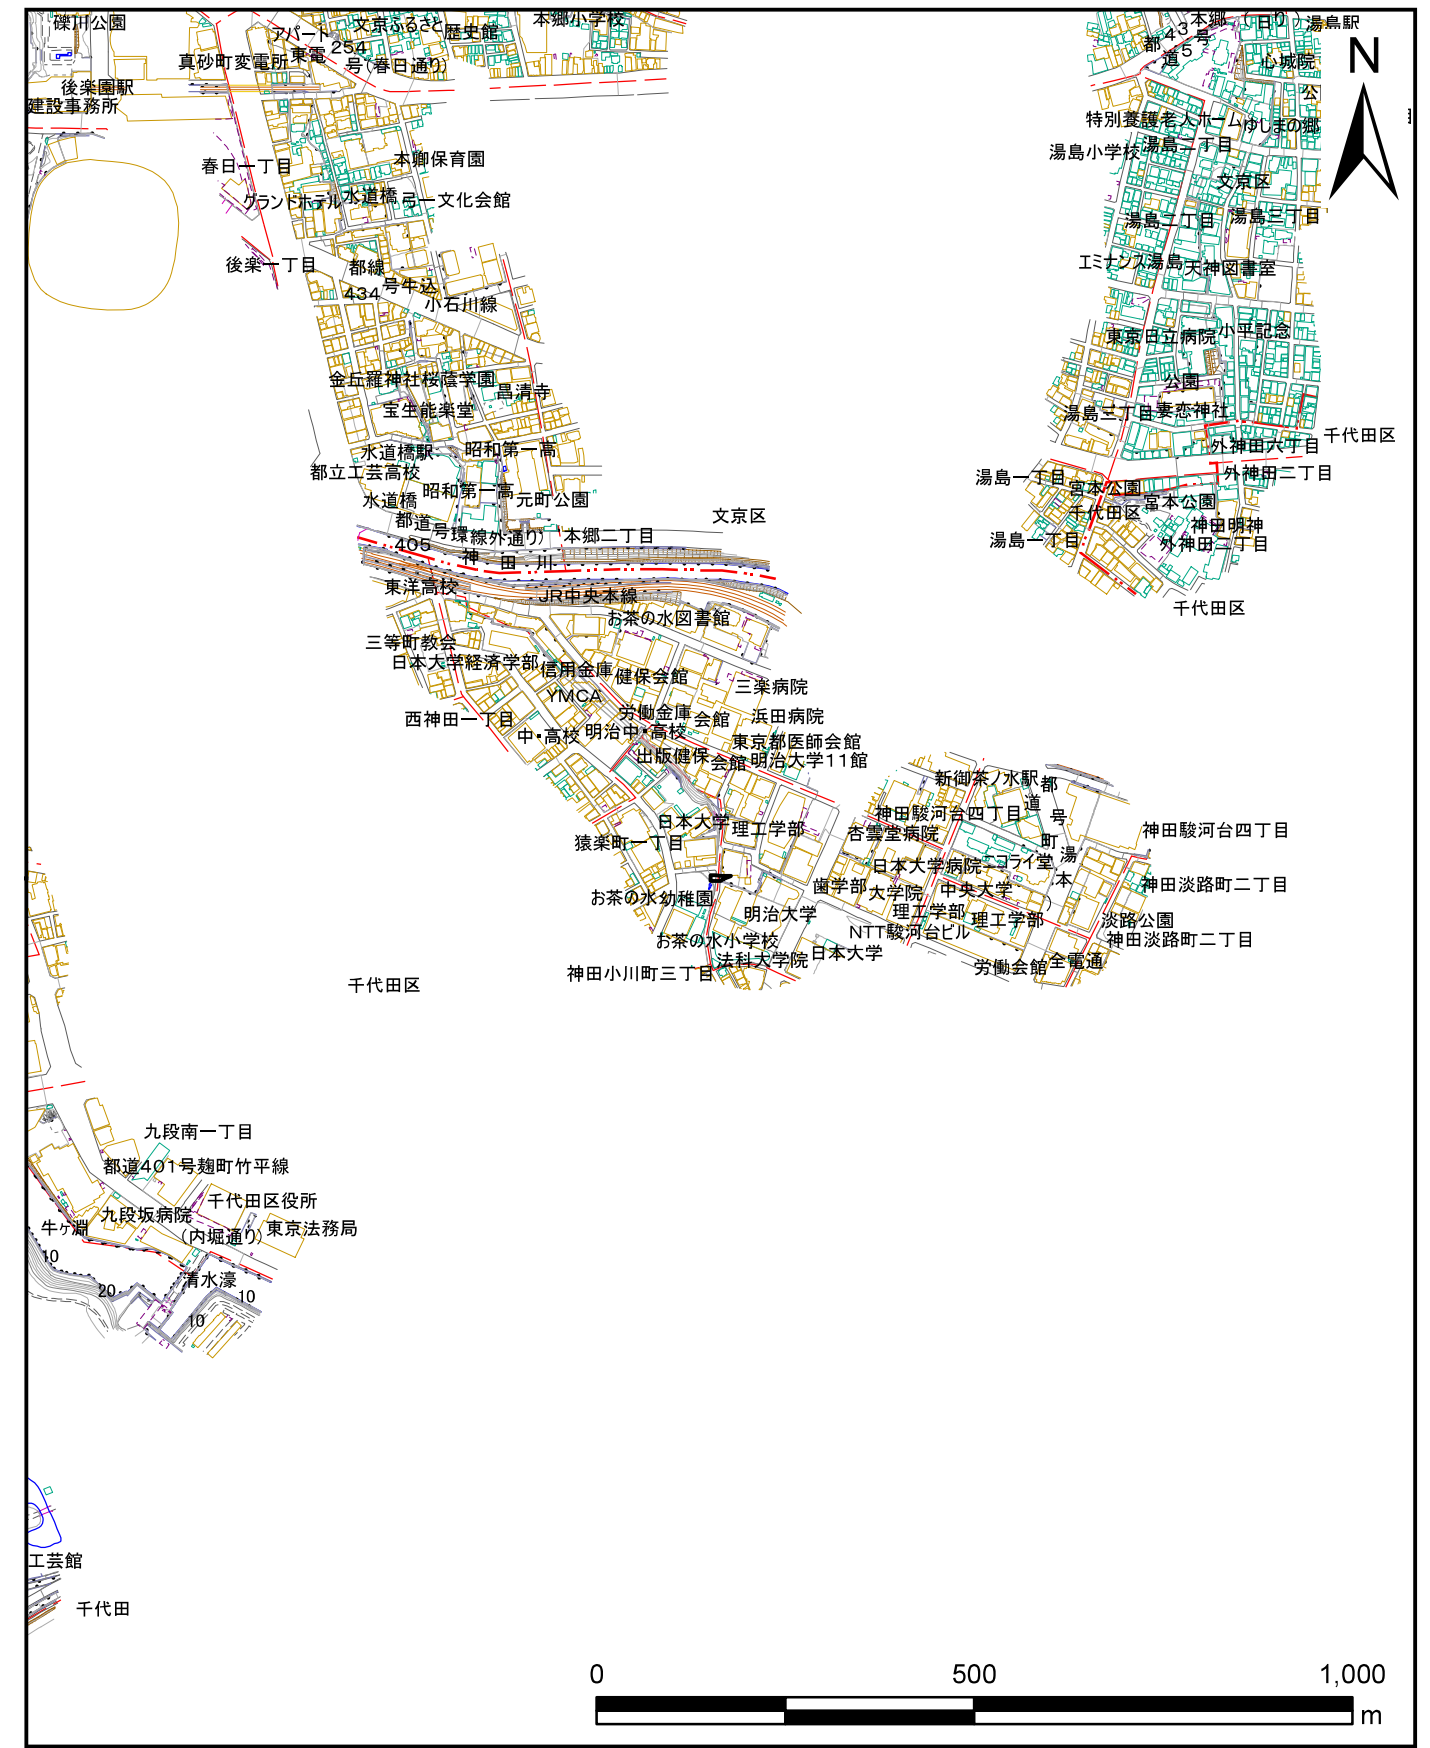 礫川公園
アパート
文京ふるさと歴史館
本郷小学校
254
号(春日通り)
真砂町変電所
東電
後楽園駅
建設事務所
本郷
湯島駅
都
道
43
5
号
N
心城院
公
特別養護老人ホーム
ゆしまの郷
湯島小学校
湯島二丁目
文京区
湯島二丁目
湯島三丁目
エミナンス湯島
天神図書室
春日一丁目
本郷保育園
グランドホテル
水道橋
弓一文化会館
後楽一丁目
都線
434
号牛込
小石川線
東京日立病院
小平記念
公園
湯島三丁目
妻恋神社
千代田区
外神田六丁目
外神田二丁目
金丘羅神社
桜蔭学園
昌清寺
宝生能楽堂
水道橋駅
昭和第一高
都立工芸高校
昭和第一高
水道橋
元町公園
湯島一丁目
宮本公園
宮本公園
千代田区
神田明神
湯島一丁目
外神田二丁目
千代田区
文京区
都道
405
号環線外通り)
本郷二丁目
神田川
東洋高校
JR中央本線
お茶の水図書館
三等町教会
日本大学経済学部
信用金庫
健保会館
YMCA
三楽病院
西神田一丁目
労働金庫
会館
浜田病院
中・高校
明治中・高校
東京都医師会館
出版健保
会館
明治大学11館
新御茶ノ水駅
都
道
号
神田駿河台四丁目
町
湯
本
日本大学
理工学部
杏雲堂病院
神田駿河台四丁目
猿楽町一丁目
日本大学病院
ニコライ堂
歯学部
大学院
中央大学
神田淡路町二丁目
お茶の水幼稚園
明治大学
理工学部
理工学部
淡路公園
NTT駿河台ビル
神田淡路町二丁目
お茶の水小学校
法科大学院
日本大学
神田小川町三丁目
労働会館
全電通
千代田区
九段南一丁目
都道401号麹町竹平線
千代田区役所
九段坂病院
(内堀通り)
東京法務局
牛ヶ淵
10
清水濠
20
10
10
工芸館
千代田
0
500
1,000
m